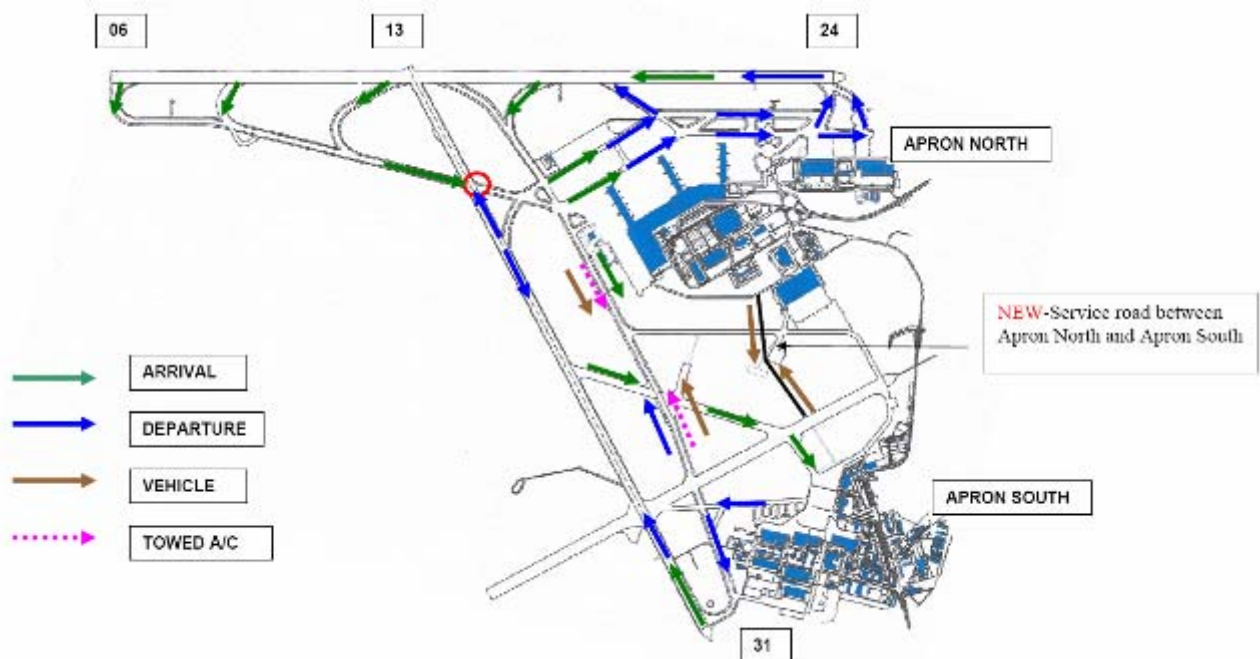 06
13
24
APRON NORTH
NEW-Service road between
Apron North and Apron South
ARRIVAL
DEPARTURE
VEHICLE
TOWED A/C
APRON SOUTH
31